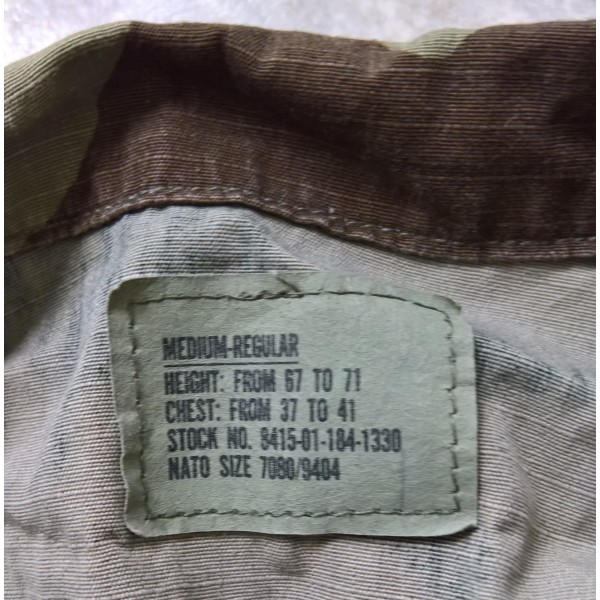 MEDIUM-REGULAR
HEIGHT: FROM 67 TO 71
CHEST: FROM 37 TO 41
STOCK NO. 8415-01-184-1330
NATO SIZE 7080/9404